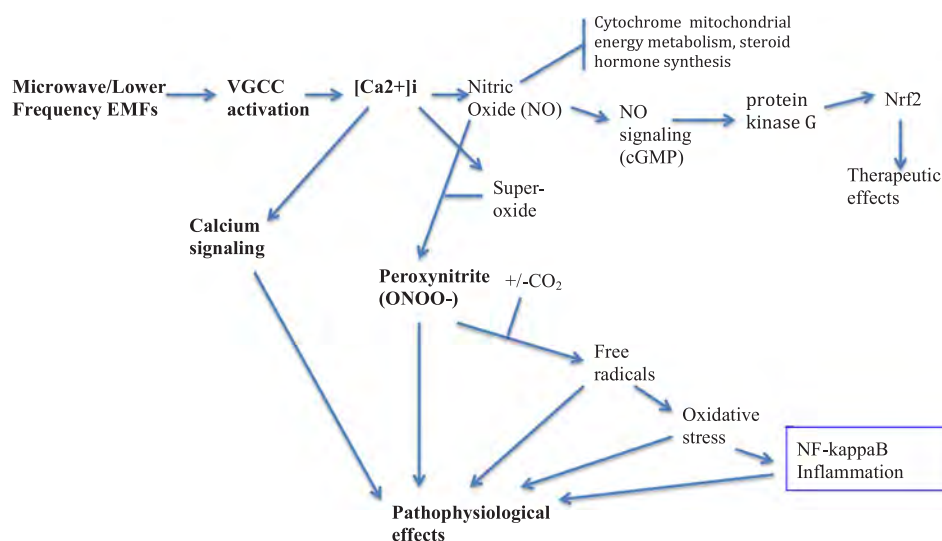 Cytochrome mitochondrial
energy metabolism, steroid
hormone synthesis
Microwave/Lower
Frequency EMFs
VGCC
activation
[Ca2+]i
Nitric
Oxide (NO)
NO
signaling
(cGMP)
protein
kinase G
Nrf2
Therapeutic
effects
Super-
oxide
Calcium
signaling
Peroxynitrite
(ONOO-)
+/-CO₂
Free
radicals
Oxidative
stress
NF-kappaB
Inflammation
Pathophysiological
effects